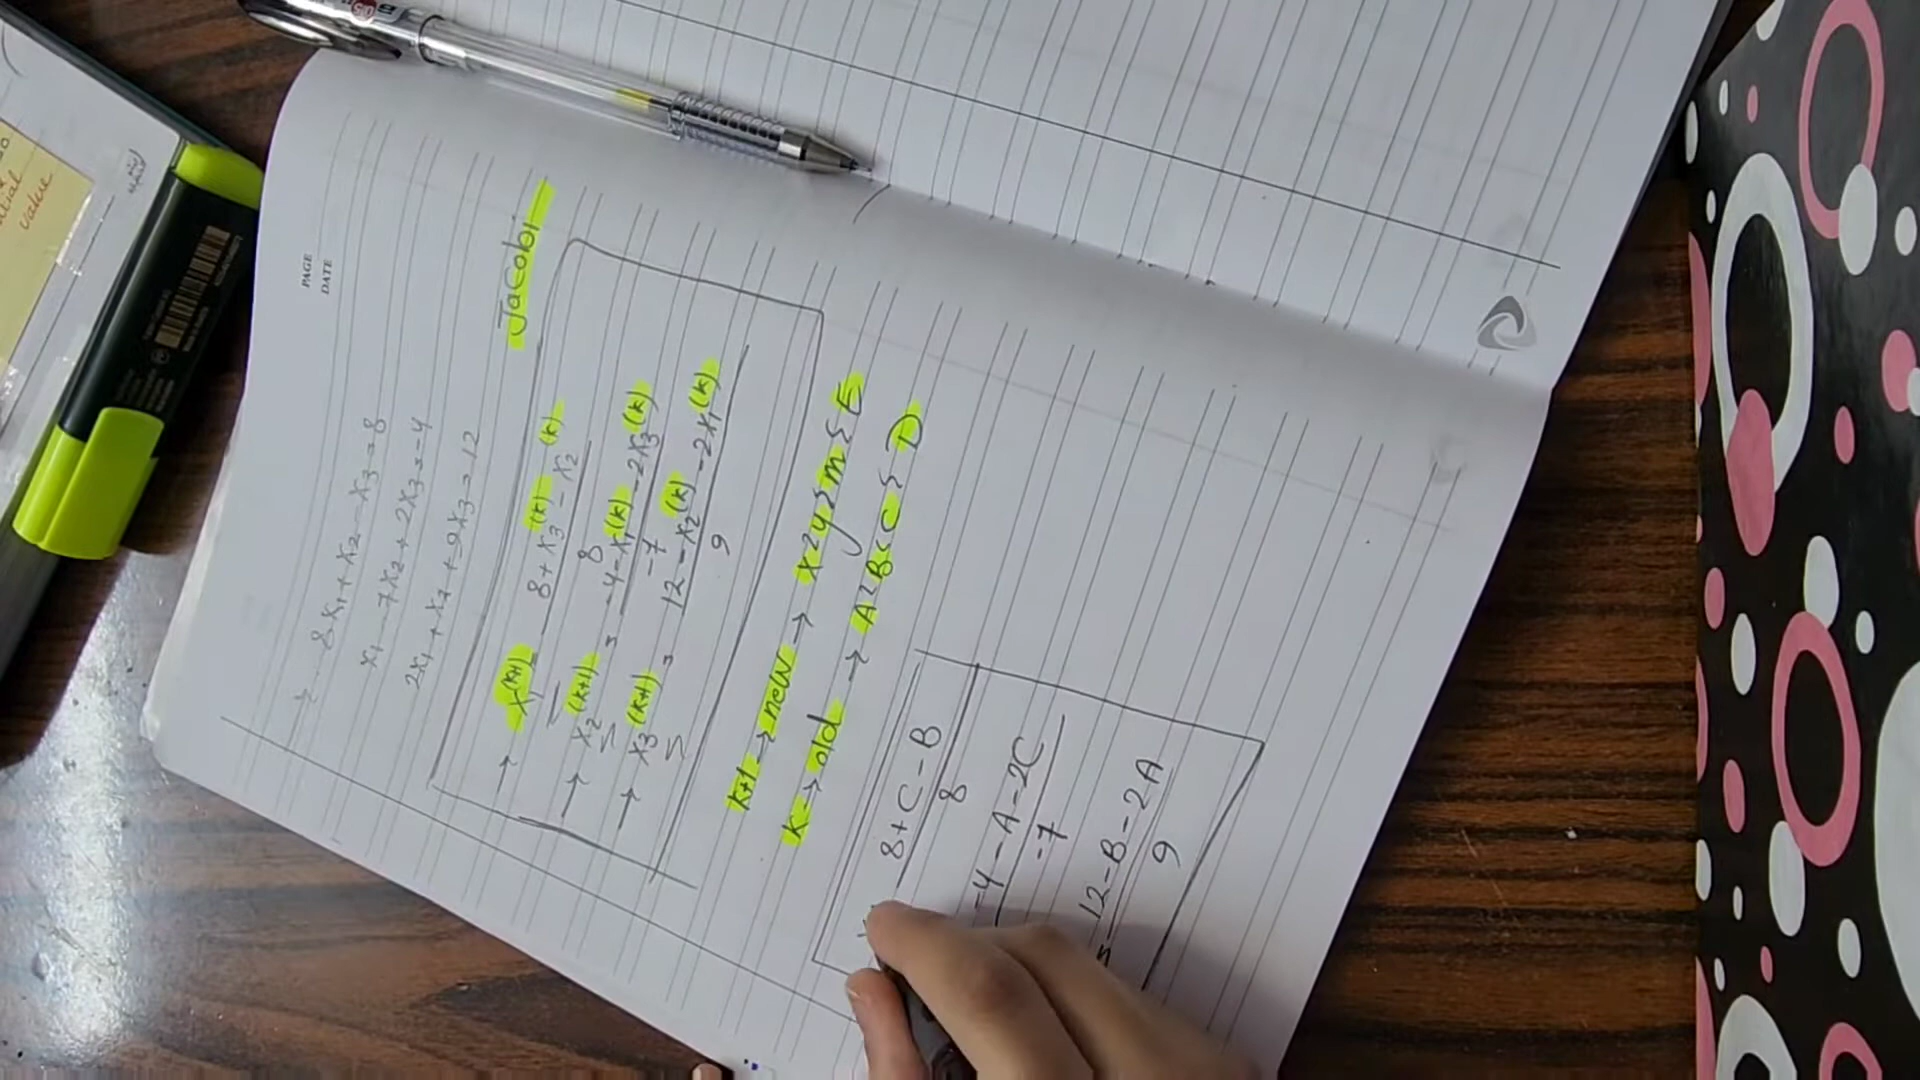 PAGE
DATE
8x₁+x₂-x₃=8
x₁-7x₂+2x₃=-4
2x₁+x₂+9x₃=12
Jacobi
→ x₁⁽ᵏ⁺¹⁾= 8+x₃⁽ᵏ⁾-x₂⁽ᵏ⁾
8
→ x₂⁽ᵏ⁺¹⁾= -4-x₁⁽ᵏ⁾-2x₃⁽ᵏ⁾
-7
→ x₃⁽ᵏ⁺¹⁾= 12-x₂⁽ᵏ⁾-2x₁⁽ᵏ⁾
9
k+1 → new →
k → old →
8+C-B
8
-4-A-2C
-7
= 12-B-2A
9
value